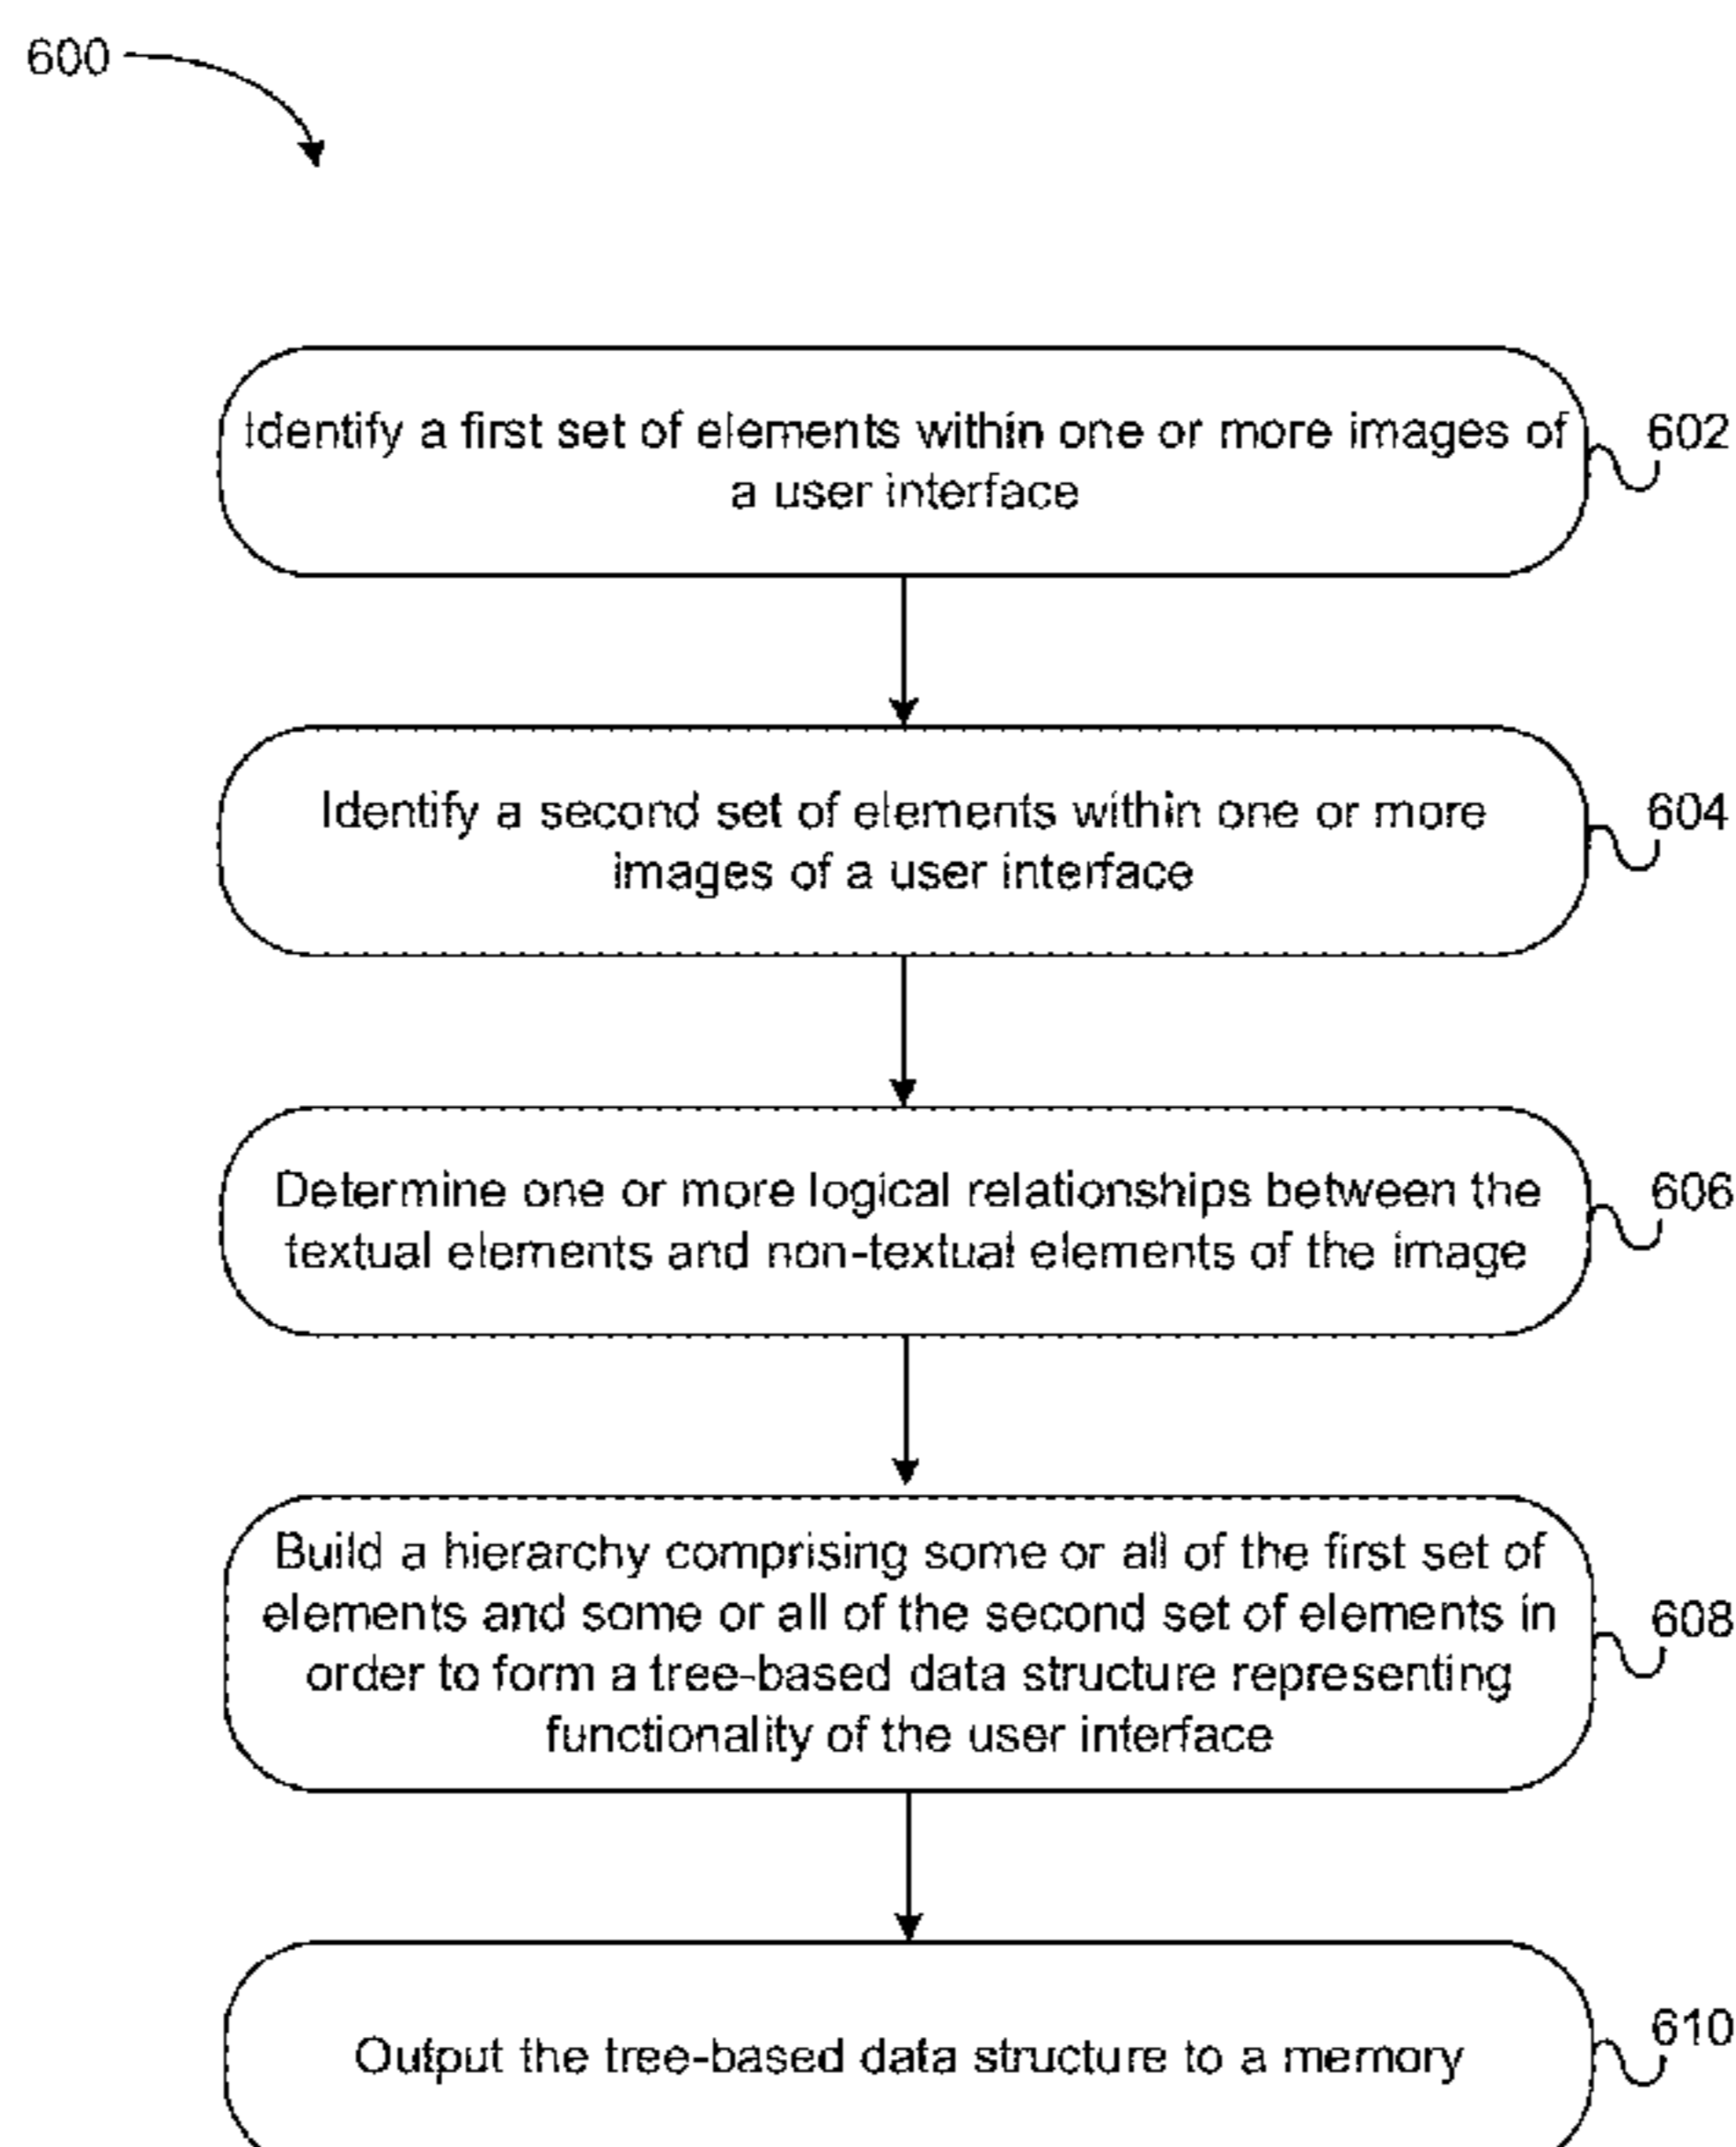 600
Identify a first set of elements within one or more images of
a user interface
602
Identify a second set of elements within one or more
images of a user interface
604
Determine one or more logical relationships between the
textual elements and non-textual elements of the image
606
Build a hierarchy comprising some or all of the first set of
elements and some or all of the second set of elements in
order to form a tree-based data structure representing
functionality of the user interface
608
Output the tree-based data structure to a memory
610